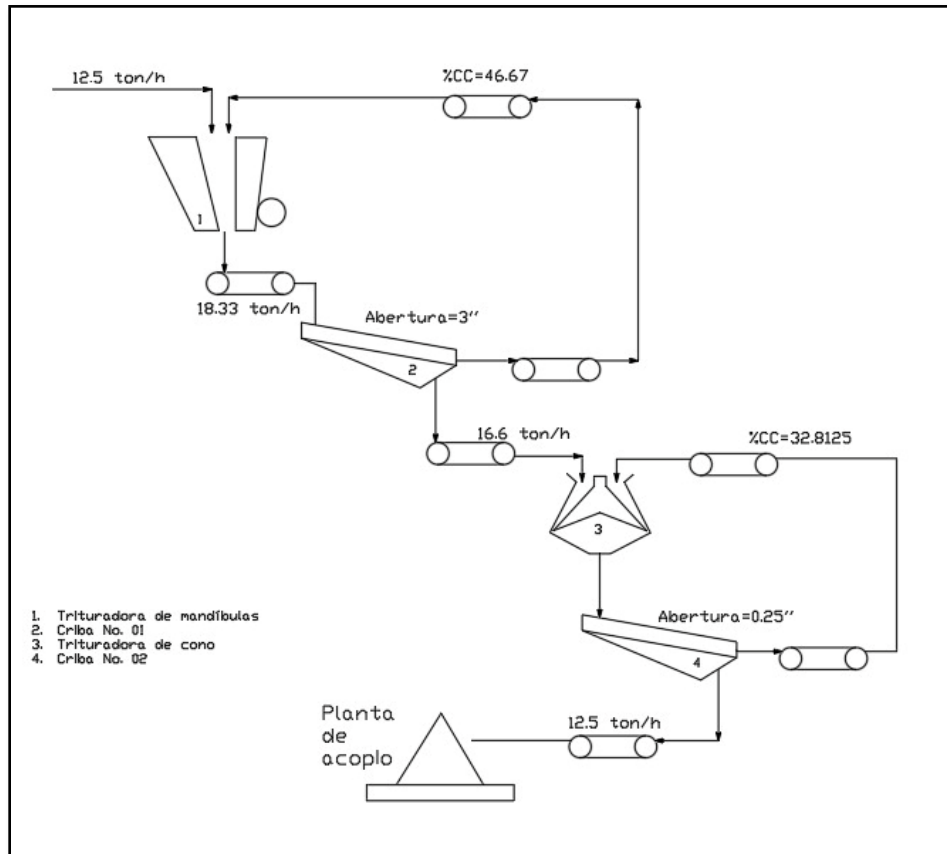 12.5 ton/h
%CC=46.67
1
18.33 ton/h
Abertura=3''
2
16.6 ton/h
%CC=32.8125
3
Abertura=0.25''
4
1. Trituradora de mandíbulas
2. Criba No. 01
3. Trituradora de cono
4. Criba No. 02
12.5 ton/h
Planta
de
acoplo